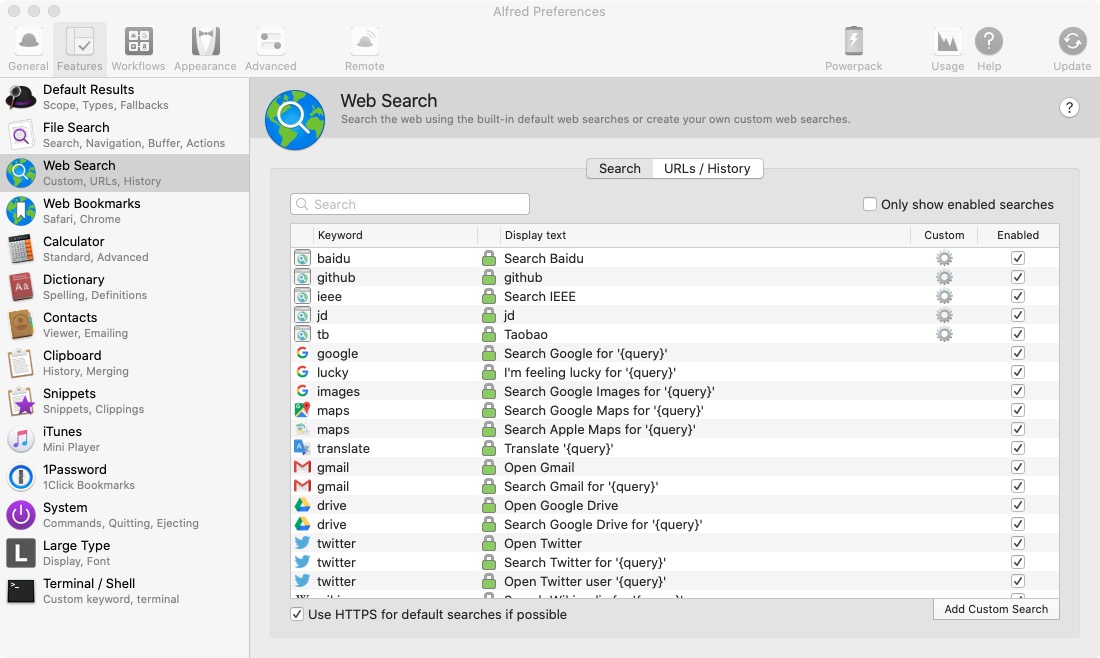 Alfred Preferences
General Features Workflows Appearance Advanced Remote Powerpack Usage Help Update
Default Results
Scope, Types, Fallbacks
File Search
Search, Navigation, Buffer, Actions
Web Search
Custom, URLs, History
Web Bookmarks
Safari, Chrome
Calculator
Standard, Advanced
Dictionary
Spelling, Definitions
Contacts
Viewer, Emailing
Clipboard
History, Merging
Snippets
Snippets, Clippings
iTunes
Mini Player
1Password
1Click Bookmarks
System
Commands, Quitting, Ejecting
Large Type
Display, Font
Terminal / Shell
Custom keyword, terminal
Web Search
Search the web using the built-in default web searches or create your own custom web searches.
?
Search URLs / History
Search
Only show enabled searches
Keyword Display text Custom Enabled
baidu Search Baidu
github github
ieee Search IEEE
jd jd
tb Taobao
google Search Google for '{query}'
lucky I'm feeling lucky for '{query}'
images Search Google Images for '{query}'
maps Search Google Maps for '{query}'
maps Search Apple Maps for '{query}'
translate Translate '{query}'
gmail Open Gmail
gmail Search Gmail for '{query}'
drive Open Google Drive
drive Search Google Drive for '{query}'
twitter Open Twitter
twitter Search Twitter for '{query}'
twitter Open Twitter user '{query}'
Use HTTPS for default searches if possible
Add Custom Search